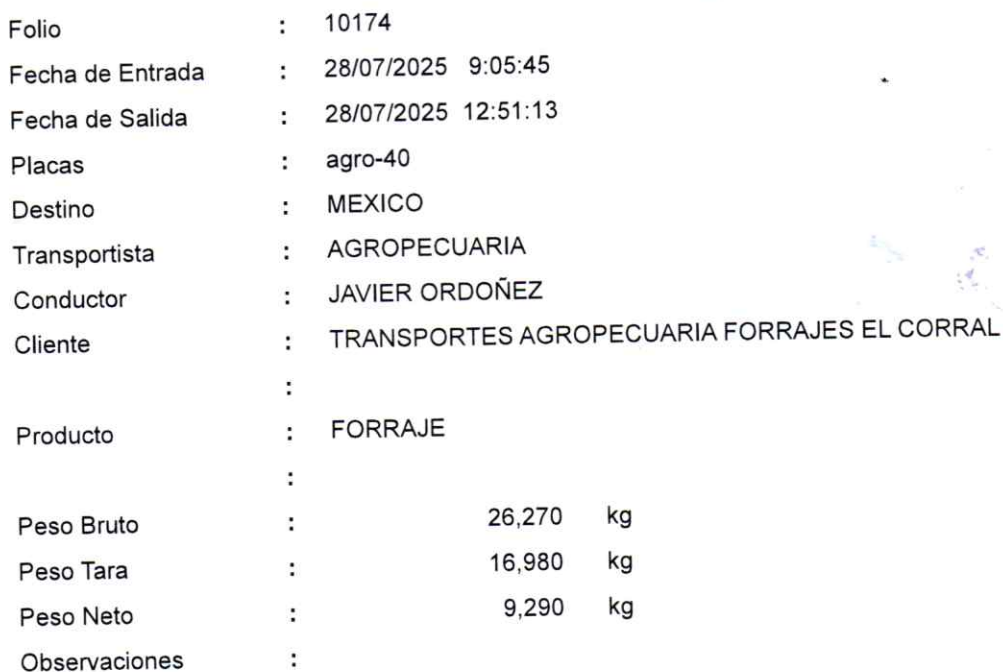 Folio : 10174
Fecha de Entrada : 28/07/2025 9:05:45
Fecha de Salida : 28/07/2025 12:51:13
Placas : agro-40
Destino : MEXICO
Transportista : AGROPECUARIA
Conductor : JAVIER ORDOÑEZ
Cliente : TRANSPORTES AGROPECUARIA FORRAJES EL CORRAL
:
Producto : FORRAJE
:
Peso Bruto : 26,270 kg
Peso Tara : 16,980 kg
Peso Neto : 9,290 kg
Observaciones :